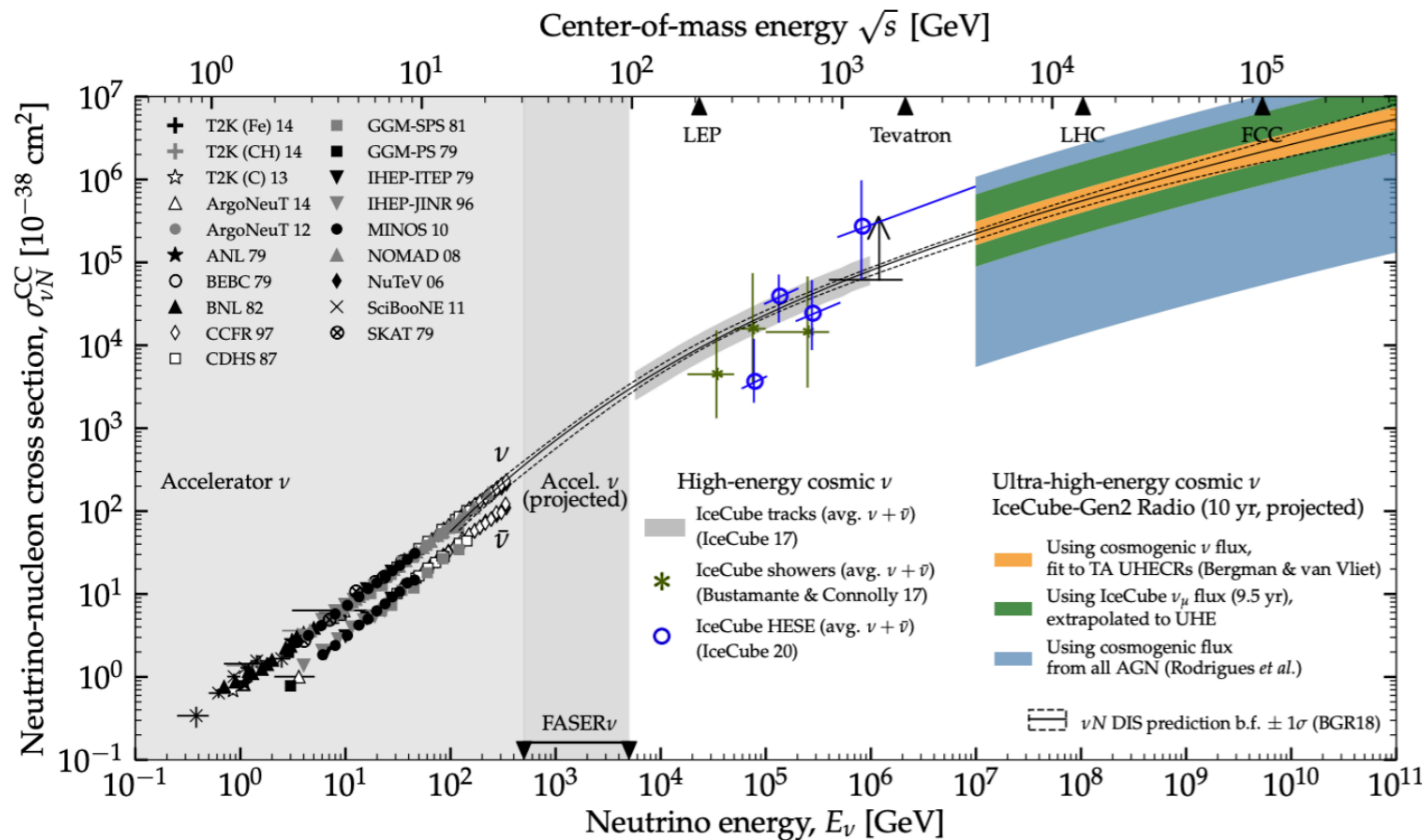 Center-of-mass energy √s [GeV]
10⁰ 10¹ 10² 10³ 10⁴ 10⁵
Neutrino-nucleon cross section, σ_νN^CC [10⁻³⁸ cm²]
10⁷
10⁶
10⁵
10⁴
10³
10²
10¹
10⁰
10⁻¹
LEP Tevatron LHC FCC
T2K (Fe) 14
T2K (CH) 14
T2K (C) 13
ArgoNeuT 14
ArgoNeuT 12
ANL 79
BEBC 79
BNL 82
CCFR 97
CDHS 87
GGM-SPS 81
GGM-PS 79
IHEP-ITEP 79
IHEP-JINR 96
MINOS 10
NOMAD 08
NuTeV 06
SciBooNE 11
SKAT 79
Accelerator ν
ν
ν̄
Accel. ν
(projected)
FASERν
High-energy cosmic ν
IceCube tracks (avg. ν + ν̄)
(IceCube 17)
IceCube showers (avg. ν + ν̄)
(Bustamante & Connolly 17)
IceCube HESE (avg. ν + ν̄)
(IceCube 20)
Ultra-high-energy cosmic ν
IceCube-Gen2 Radio (10 yr, projected)
Using cosmogenic ν flux,
fit to TA UHECRs (Bergman & van Vliet)
Using IceCube ν_μ flux (9.5 yr),
extrapolated to UHE
Using cosmogenic flux
from all AGN (Rodrigues et al.)
νN DIS prediction b.f. ± 1σ (BGR18)
10⁻¹ 10⁰ 10¹ 10² 10³ 10⁴ 10⁵ 10⁶ 10⁷ 10⁸ 10⁹ 10¹⁰ 10¹¹
Neutrino energy, E_ν [GeV]